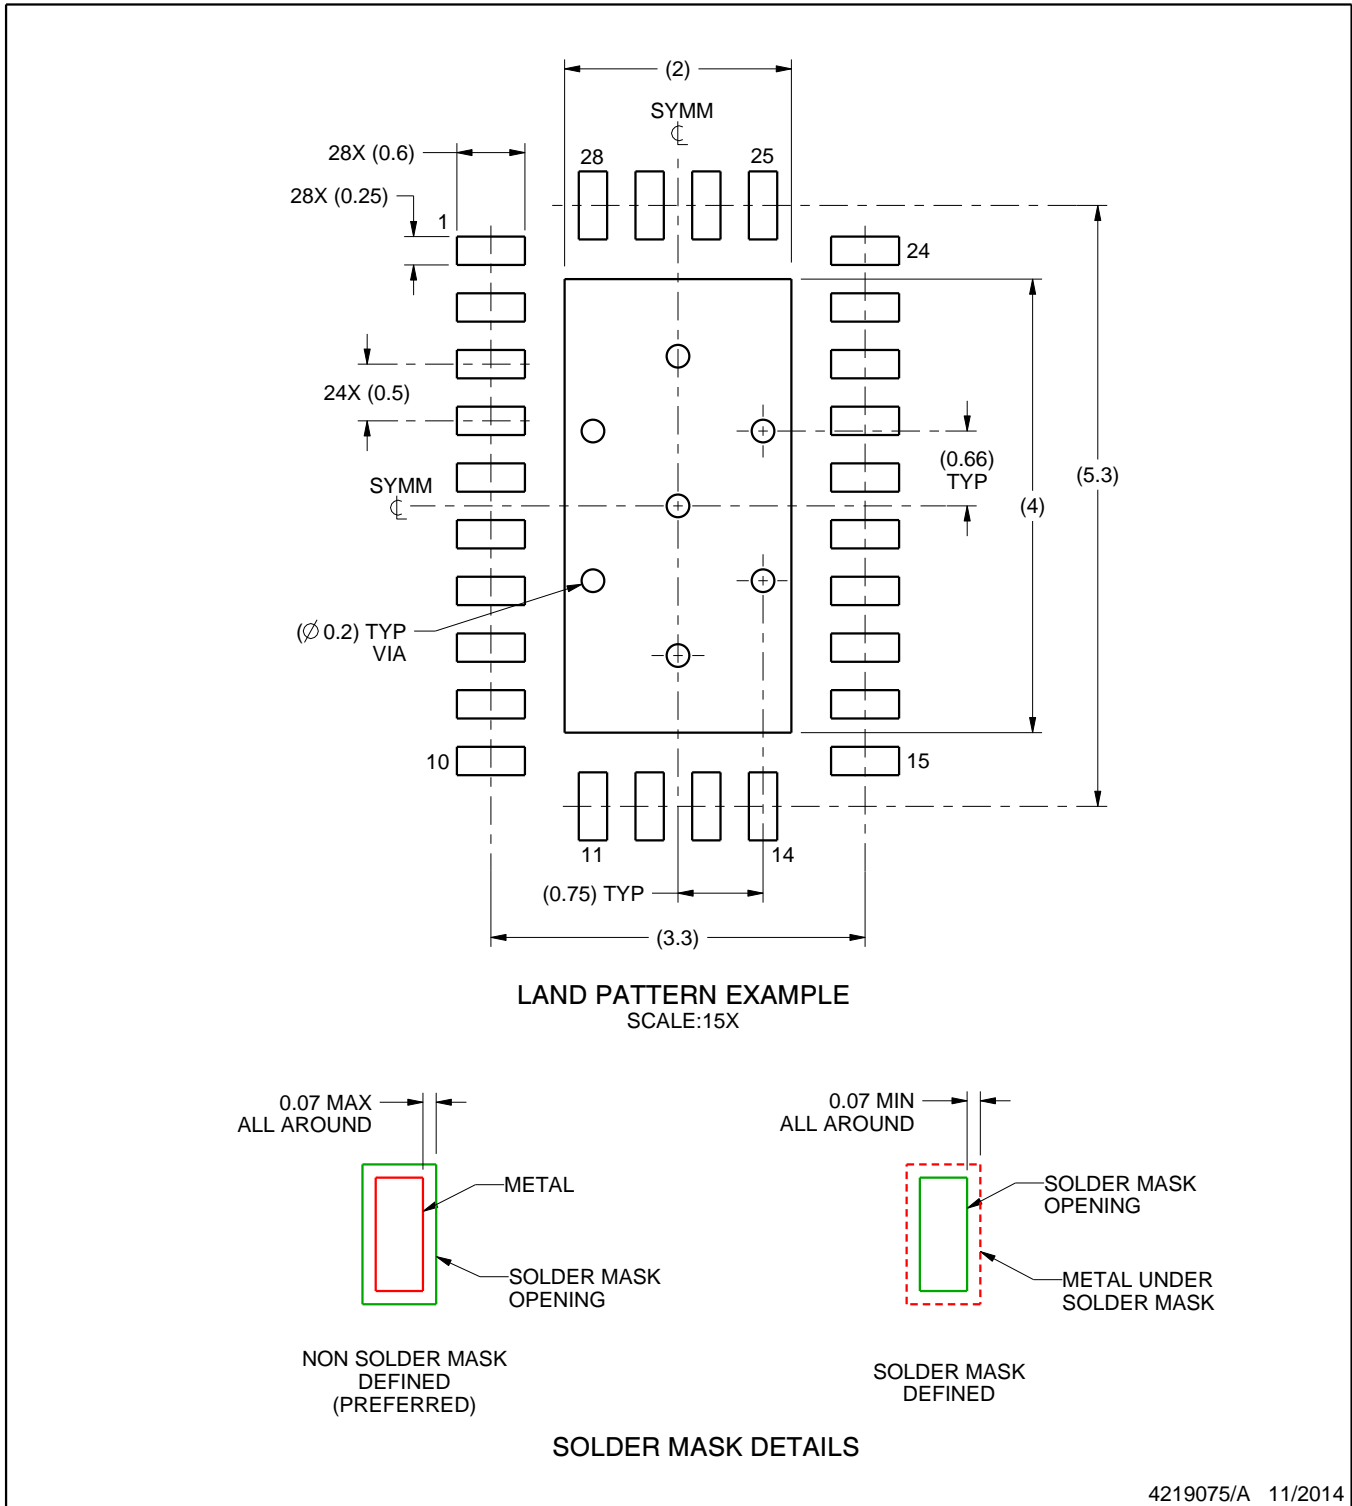 (2)
SYMM
28X (0.6)
28
25
28X (0.25)
1
24
24X (0.5)
(0.66)
TYP
(5.3)
SYMM
(4)
(Ø 0.2) TYP
VIA
10
15
11
14
(0.75) TYP
(3.3)
LAND PATTERN EXAMPLE
SCALE:15X
0.07 MAX
ALL AROUND
METAL
SOLDER MASK
OPENING
NON SOLDER MASK
DEFINED
(PREFERRED)
0.07 MIN
ALL AROUND
SOLDER MASK
OPENING
METAL UNDER
SOLDER MASK
SOLDER MASK
DEFINED
SOLDER MASK DETAILS
4219075/A 11/2014